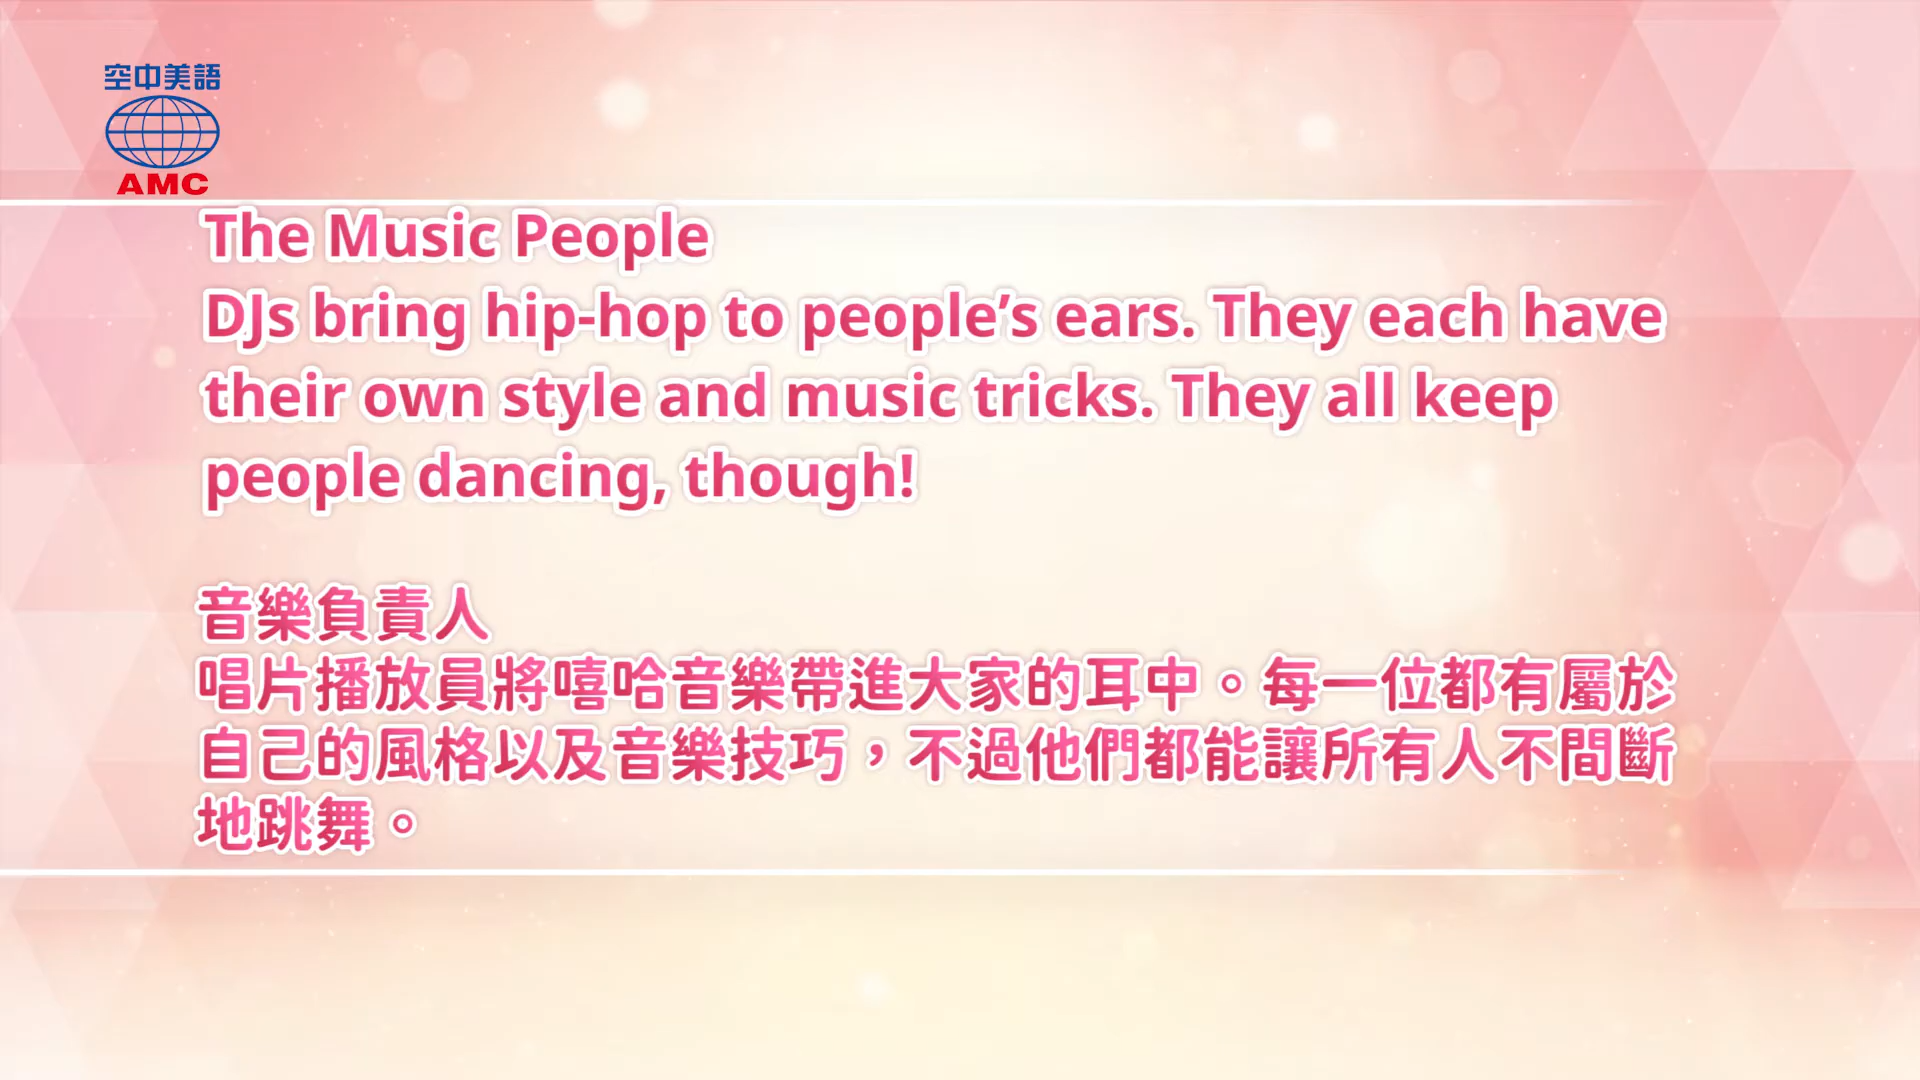 空中美語
AMC
The Music People
DJs bring hip-hop to people’s ears. They each have
their own style and music tricks. They all keep
people dancing, though!
音樂負責人
唱片播放員將嘻哈音樂帶進大家的耳中。每一位都有屬於
自己的風格以及音樂技巧，不過他們都能讓所有人不間斷
地跳舞。